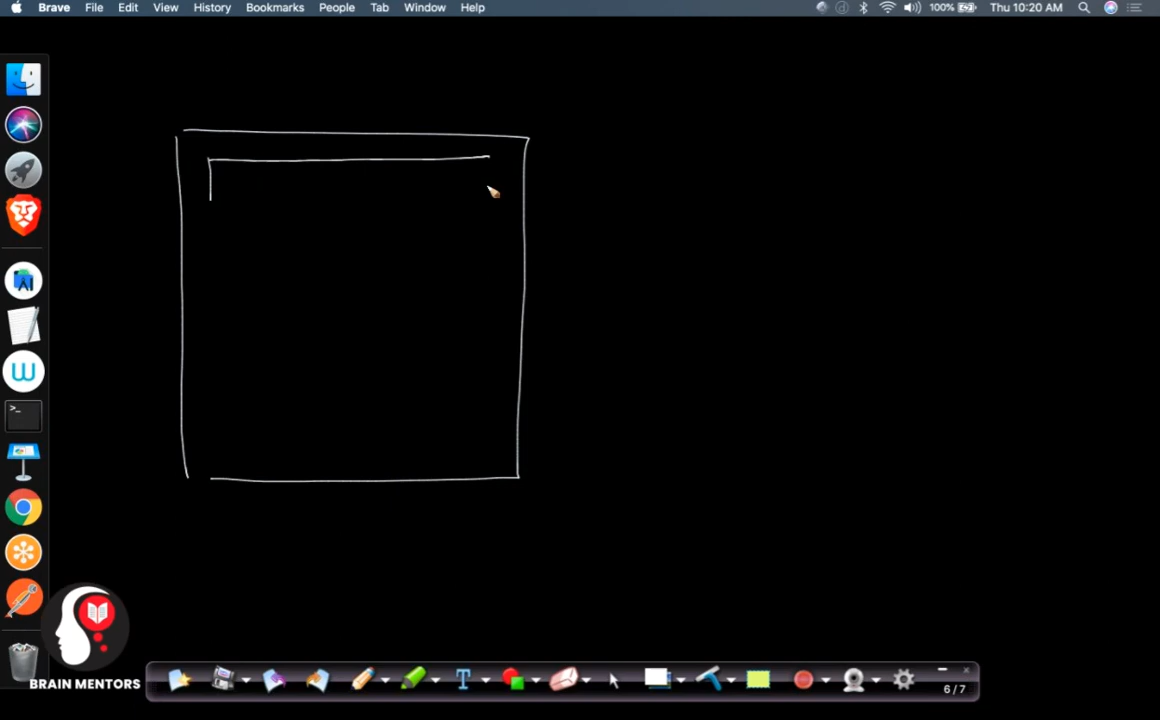 Brave File Edit View History Bookmarks People Tab Window Help 100% Thu 10:20 AM
BRAIN MENTORS
6/7